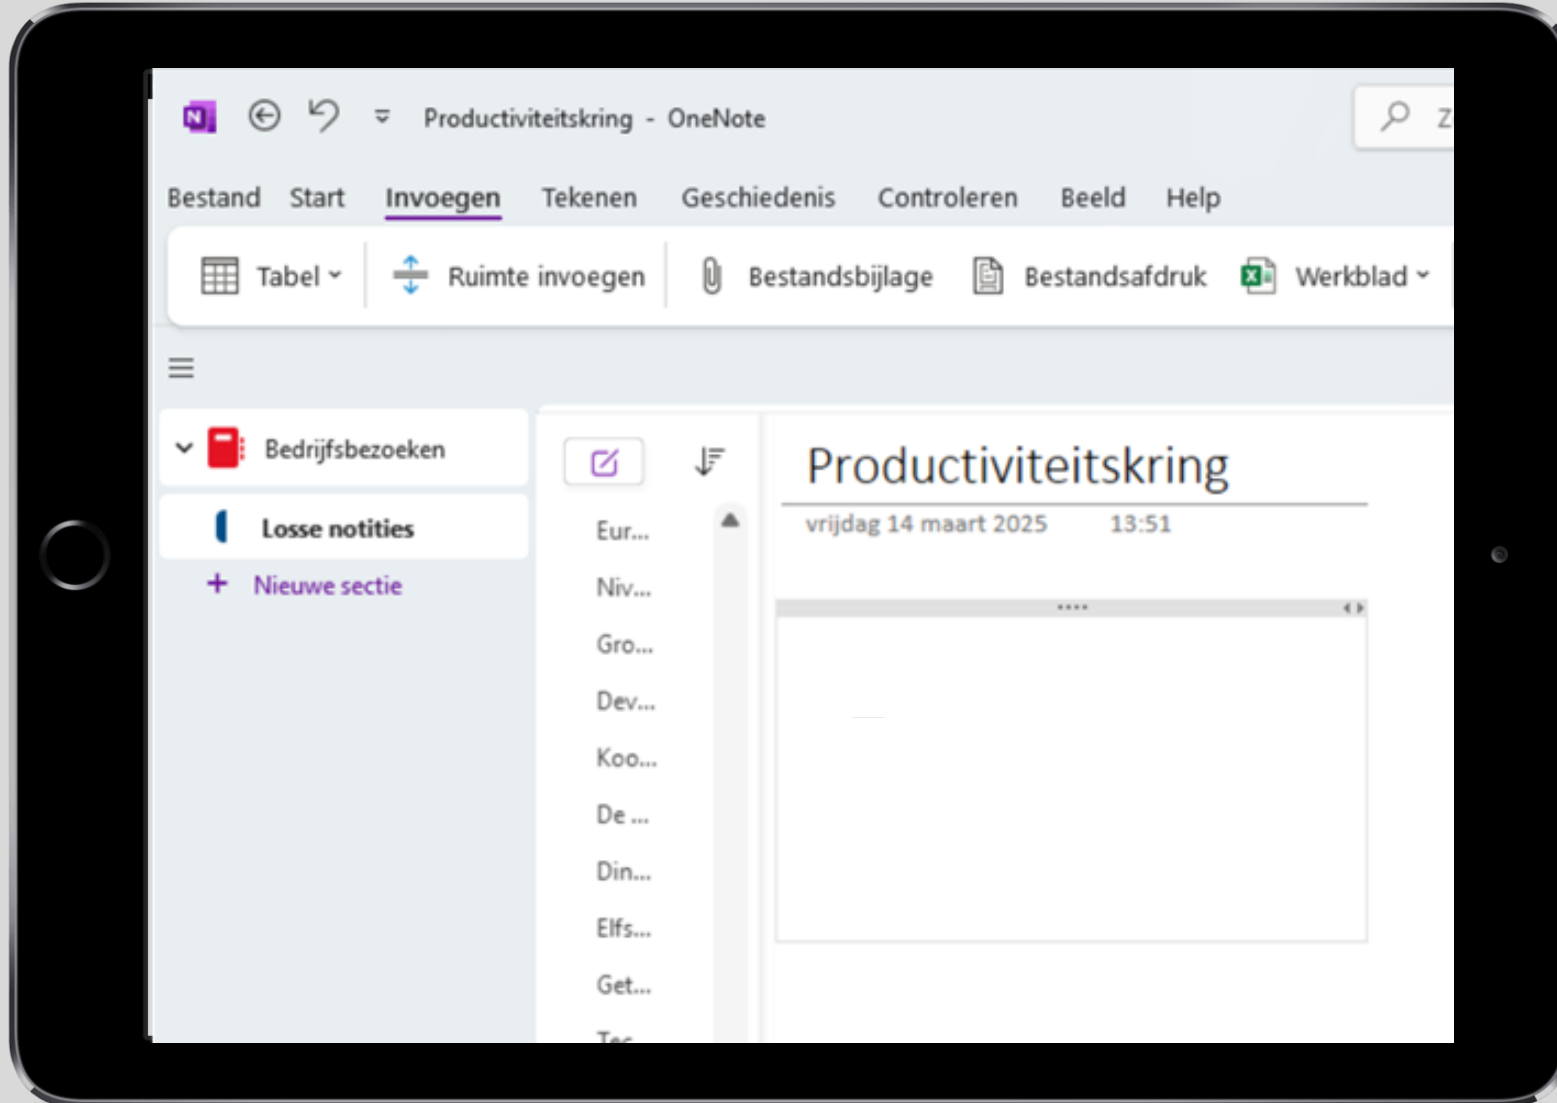 N Productiviteitskring - OneNote Z
Bestand Start Invoegen Tekenen Geschiedenis Controleren Beeld Help
Tabel Ruimte invoegen Bestandsbijlage Bestandsafdruk Werkblad
Bedrijfsbezoeken
Losse notities
+ Nieuwe sectie
Eur...
Niv...
Gro...
Dev...
Koo...
De ...
Din...
Elfs...
Get...
Productiviteitskring
vrijdag 14 maart 2025 13:51